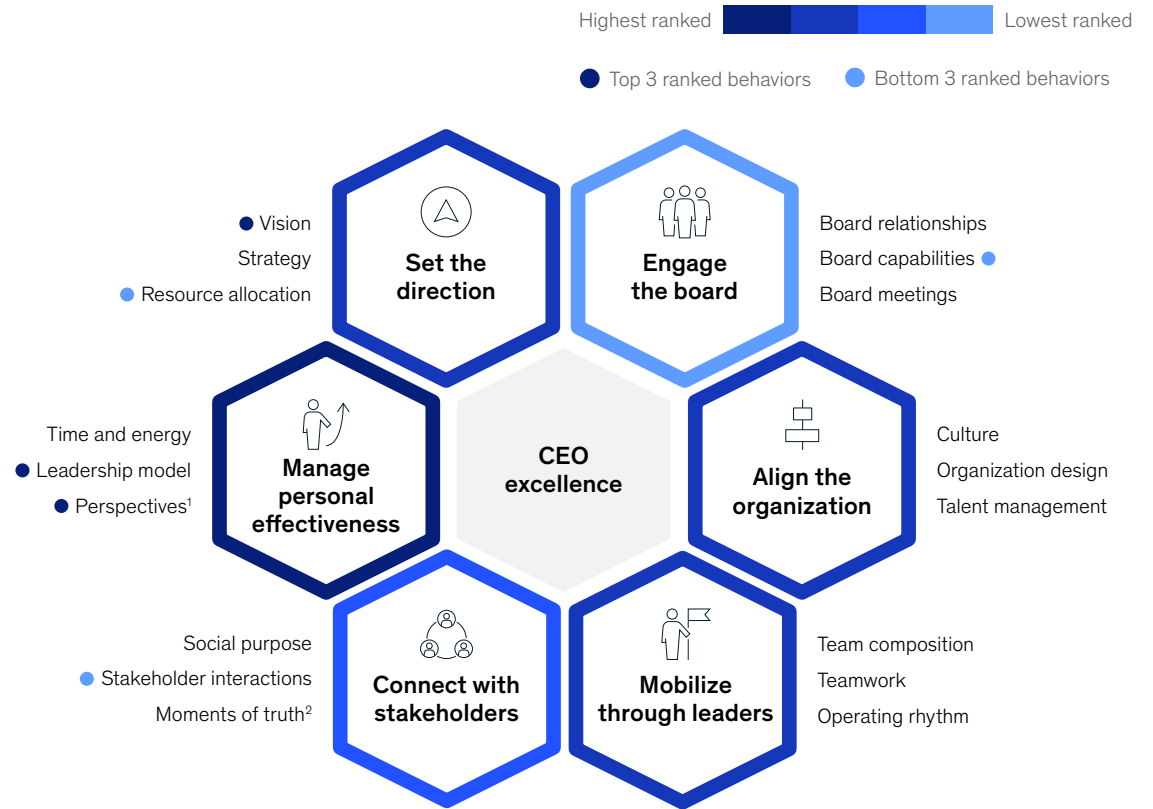 Highest ranked
Lowest ranked
Top 3 ranked behaviors
Bottom 3 ranked behaviors
Vision
Strategy
Resource allocation
Set the
direction
Engage
the board
Board relationships
Board capabilities
Board meetings
Time and energy
Leadership model
Perspectives¹
Manage
personal
effectiveness
CEO
excellence
Align the
organization
Culture
Organization design
Talent management
Social purpose
Stakeholder interactions
Moments of truth²
Connect with
stakeholders
Mobilize
through leaders
Team composition
Teamwork
Operating rhythm